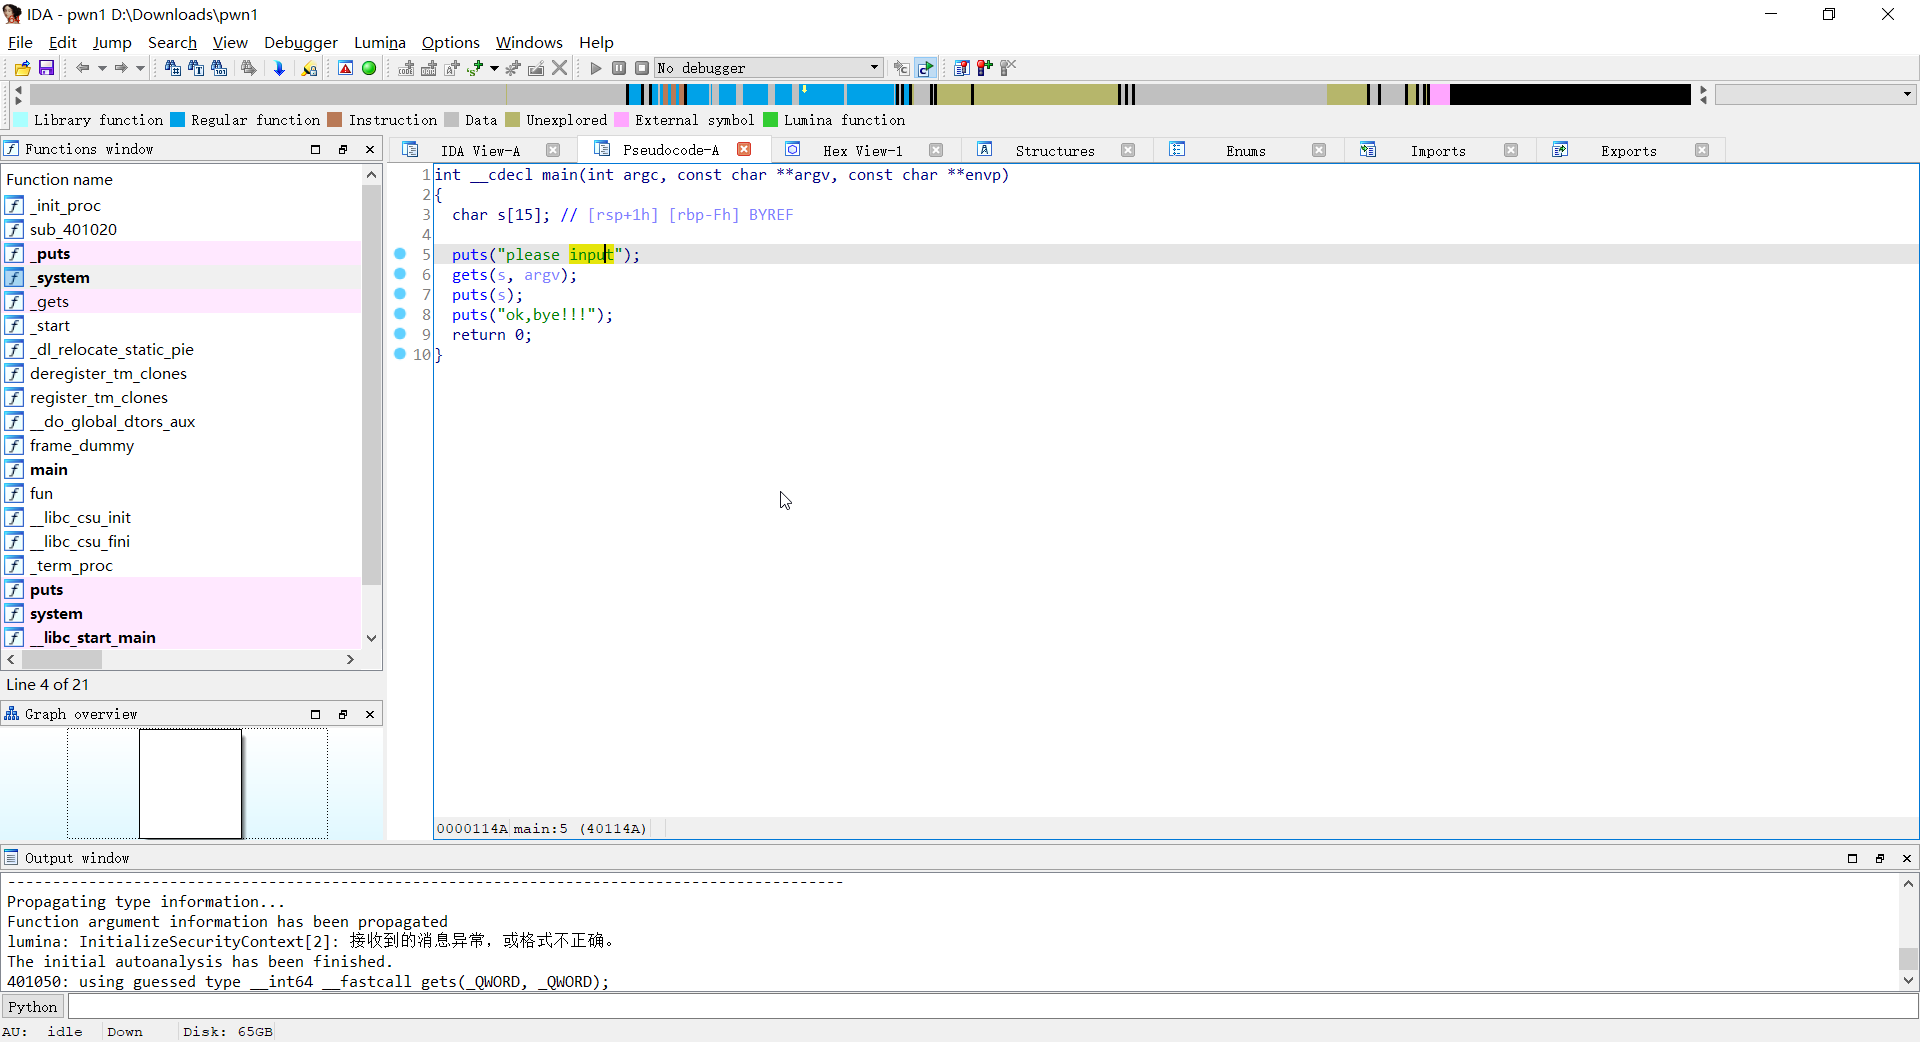 IDA - pwn1 D:\Downloads\pwn1
File Edit Jump Search View Debugger Lumina Options Windows Help
No debugger
Library function Regular function Instruction Data Unexplored External symbol Lumina function
Functions window
Function name
_init_proc
sub_401020
_puts
_system
_gets
_start
_dl_relocate_static_pie
deregister_tm_clones
register_tm_clones
__do_global_dtors_aux
frame_dummy
main
fun
__libc_csu_init
__libc_csu_fini
_term_proc
puts
system
__libc_start_main
Line 4 of 21
Graph overview
IDA View-A Pseudocode-A Hex View-1 Structures Enums Imports Exports
1 int __cdecl main(int argc, const char **argv, const char **envp)
2 {
3 char s[15]; // [rsp+1h] [rbp-Fh] BYREF
4
5 puts("please input");
6 gets(s, argv);
7 puts(s);
8 puts("ok,bye!!!");
9 return 0;
10 }
0000114A main:5 (40114A)
Output window
---------------------------------------------------------------------------------------------
Propagating type information...
Function argument information has been propagated
lumina: InitializeSecurityContext[2]: 接收到的消息异常，或格式不正确。
The initial autoanalysis has been finished.
401050: using guessed type __int64 __fastcall gets(_QWORD, _QWORD);
Python
AU: idle Down Disk: 65GB